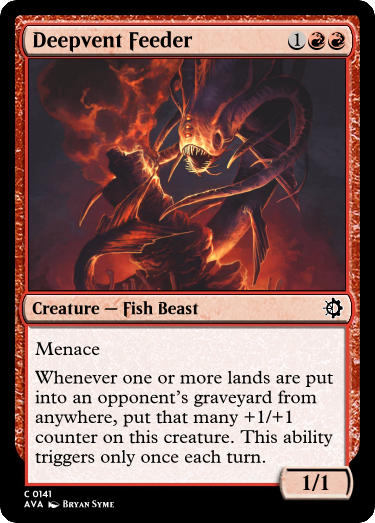 Deepvent Feeder 1
Creature — Fish Beast
Menace
Whenever one or more lands are put
into an opponent's graveyard from
anywhere, put that many +1/+1
counter on this creature. This ability
triggers only once each turn.
1/1
C 0141
AVA Bryan Syme